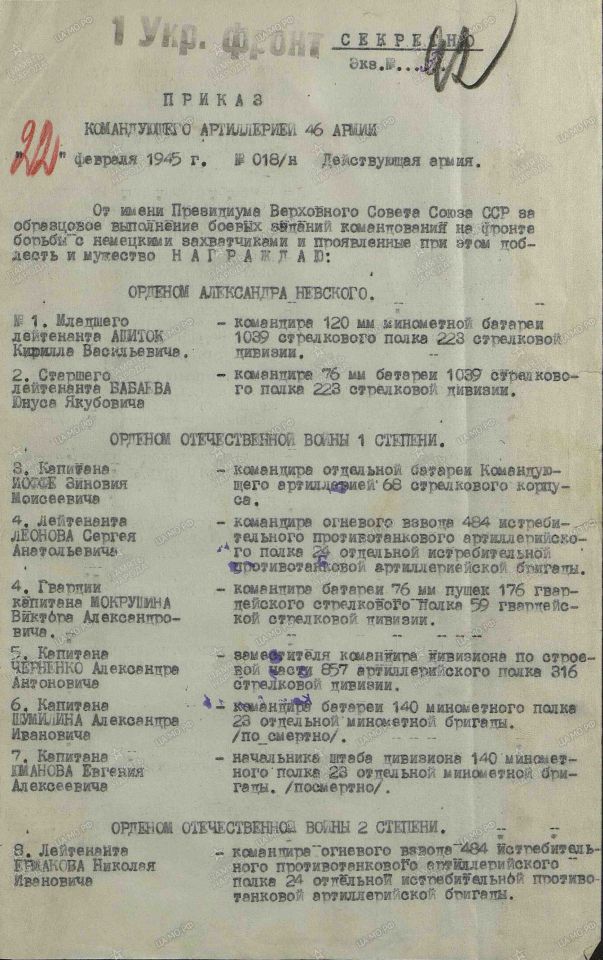 1 Укр. фронт
СЕКРЕТНО
Экз.№....
42
ПРИКАЗ
КОМАНДУЮЩЕГО АРТИЛЛЕРИЕЙ 46 АРМИИ
"22" февраля 1945 г. № 018/н Действующая армия.
От имени Президиума Верховного Совета Союза ССР за
образцовое выполнение боевых заданий командования на фронте
борьбы с немецкими захватчиками и проявленные при этом доб-
лесть и мужество НАГРАЖДАЮ:
ОРДЕНОМ АЛЕКСАНДРА НЕВСКОГО.
№ 1. Младшего - командира 120 мм минометной батареи
лейтенанта АПИТОК 1039 стрелкового полка 223 стрелковой
Кирилла Васильевича. дивизии.
2. Старшего - командира 76 мм батареи 1039 стрелково-
лейтенанта БАБАЕВА го полка 223 стрелковой дивизии.
Юнуса Якубовича
ОРДЕНОМ ОТЕЧЕСТВЕННОЙ ВОЙНЫ 1 СТЕПЕНИ.
3. Капитана - командира отдельной батареи Командую-
ИОФФЕ Зиновия щего артиллерией 68 стрелкового корпу-
Моисеевича са.
4. Лейтенанта - командира огневого взвода 484 истреби-
ЛЕОНОВА Сергея тельного противотанкового артиллерийско-
Анатольевича го полка 24 отдельной истребительной
противотанковой артиллериейской бригады.
4. Гвардии - командира батареи 76 мм пушек 176 гвар-
капитана МОКРУШИНА дейского стрелкового полка 59 гвардейс-
Виктора Александро- кой стрелковой дивизии.
вича.
5. Капитана - заместителя командира дивизиона по строе-
ЧЕРНЕНКО Александра вой части 857 артиллерийского полка 316
Антоновича стрелковой дивизии.
6. Капитана - командира батареи 140 минометного полка
ШУМИЛИНА Александра 23 отдельной минометной бригады.
Ивановича /посмертно/.
7. Капитана - начальника штаба дивизиона 140 миномет-
ЮМАНОВА Евгения ного полка 23 отдельной минометной бри-
Алексеевича гады. /посмертно/.
ОРДЕНОМ ОТЕЧЕСТВЕННОЙ ВОЙНЫ 2 СТЕПЕНИ.
8. Лейтенанта - командира огневого взвода 484 истребитель-
ЕРМАКОВА Николая ного противотанкового артиллерийского
Ивановича полка 24 отдельной истребительной противо-
танковой артиллерийской бригады.